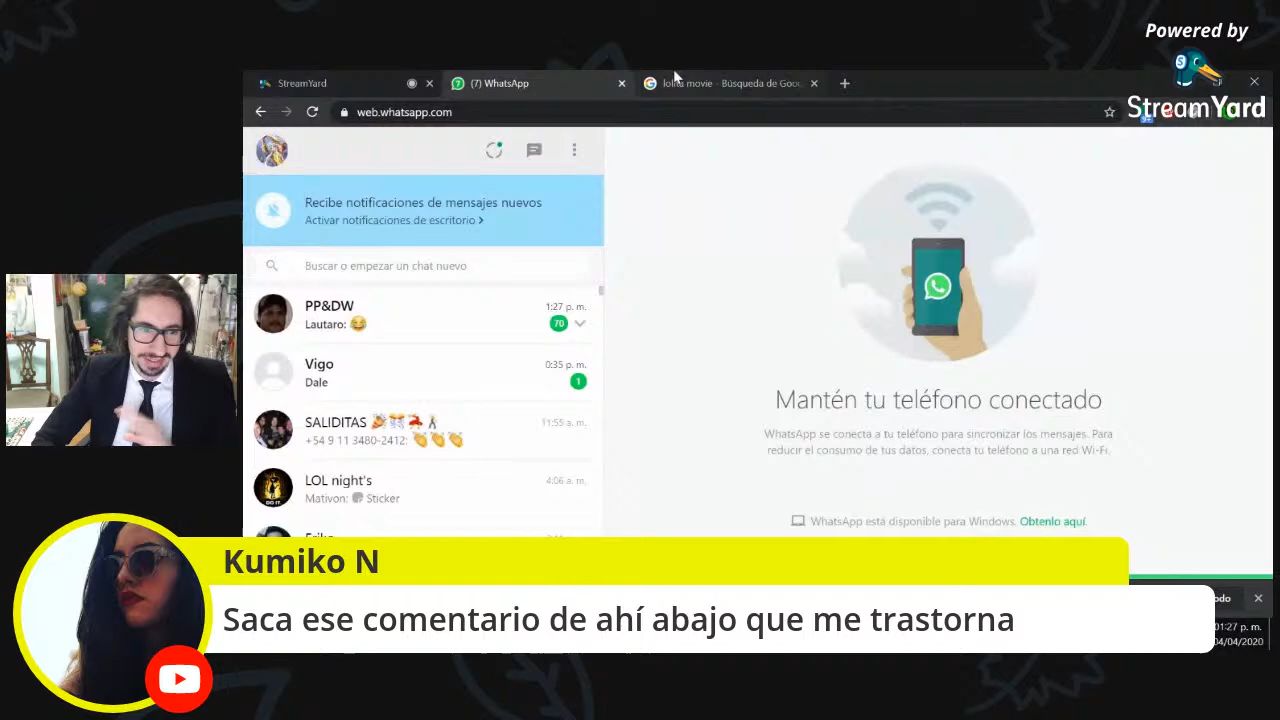 Powered by
StreamYard
StreamYard
(7) WhatsApp
lolita movie - Búsqueda de Goo
web.whatsapp.com
Recibe notificaciones de mensajes nuevos
Activar notificaciones de escritorio >
Buscar o empezar un chat nuevo
PP&DW
1:27 p. m.
Lautaro: 😂
70
Vigo
0:35 p. m.
Dale
1
SALIDITAS
11:55 a. m.
+54 9 11 3480-2412: 👏👏👏
LOL night's
4:06 a. m.
DO IT
Mativon: Sticker
Mantén tu teléfono conectado
WhatsApp se conecta a tu teléfono para sincronizar los mensajes. Para
reducir el consumo de tus datos, conecta tu teléfono a una red Wi-Fi.
WhatsApp está disponible para Windows. Obtenlo aquí.
Kumiko N
Saca ese comentario de ahí abajo que me trastorna
odo
01:27 p. m.
04/04/2020